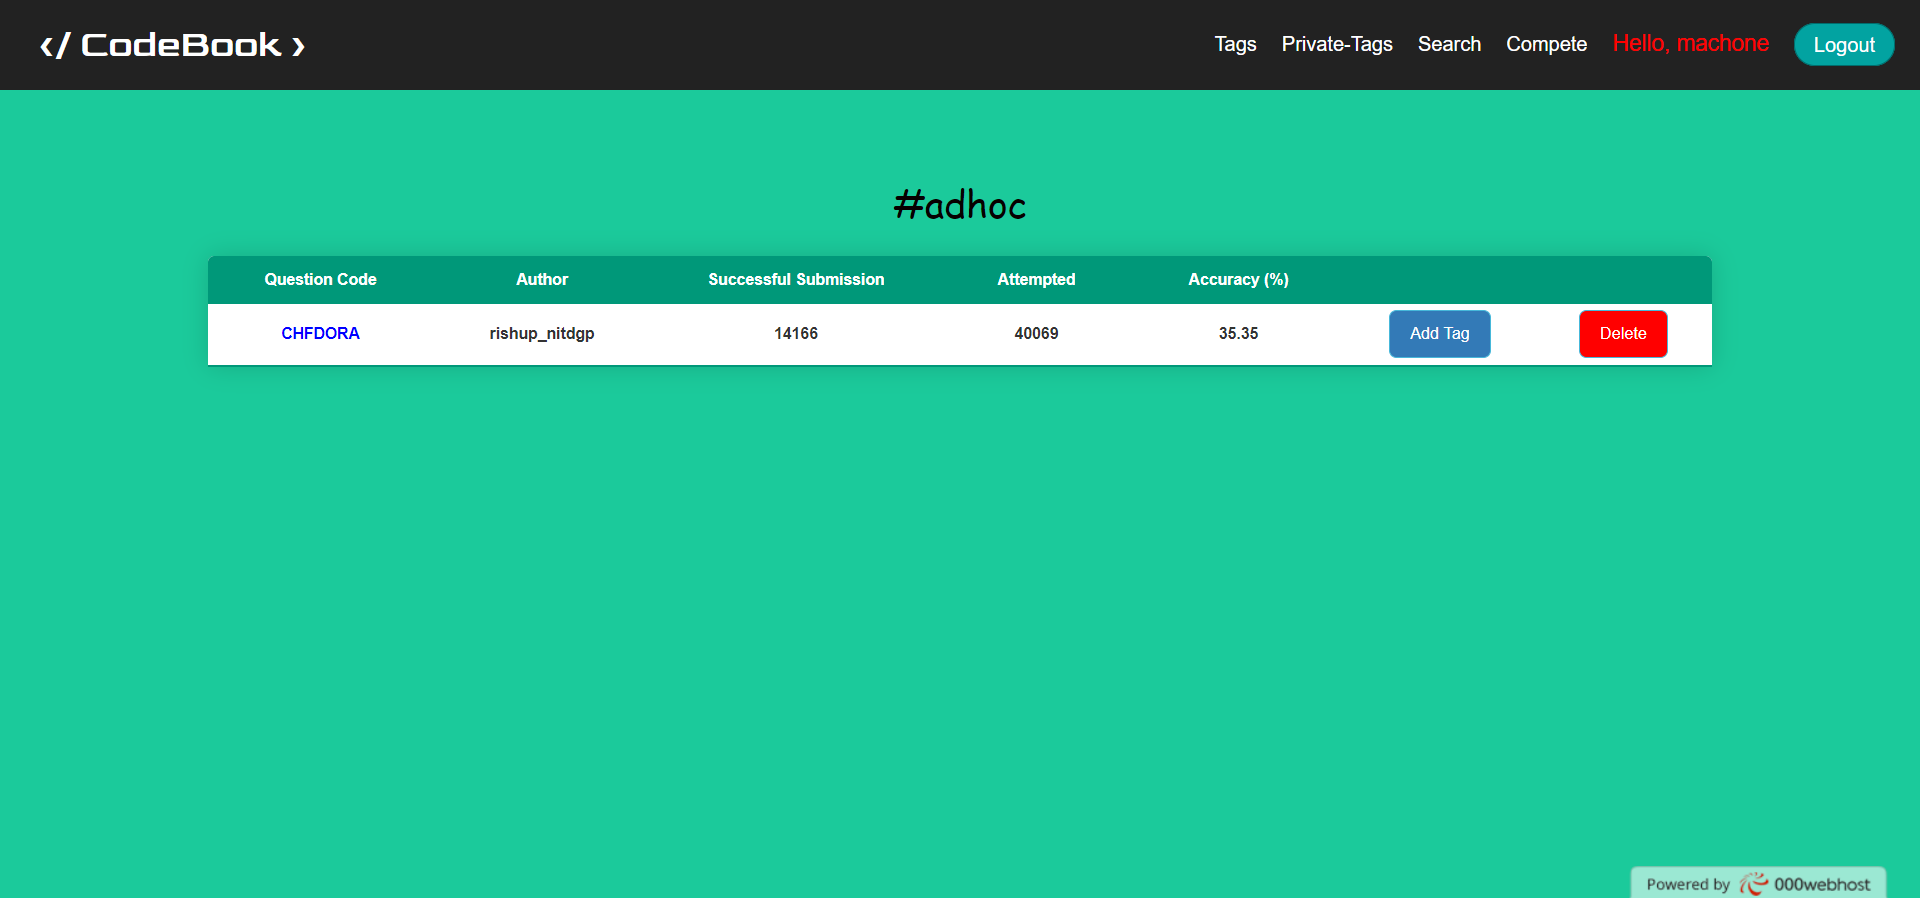 ‹/ CodeBook ›
Tags Private-Tags Search Compete Hello, machone Logout
#adhoc
Question Code Author Successful Submission Attempted Accuracy (%)
CHFDORA rishup_nitdgp 14166 40069 35.35 Add Tag Delete
Powered by 000webhost